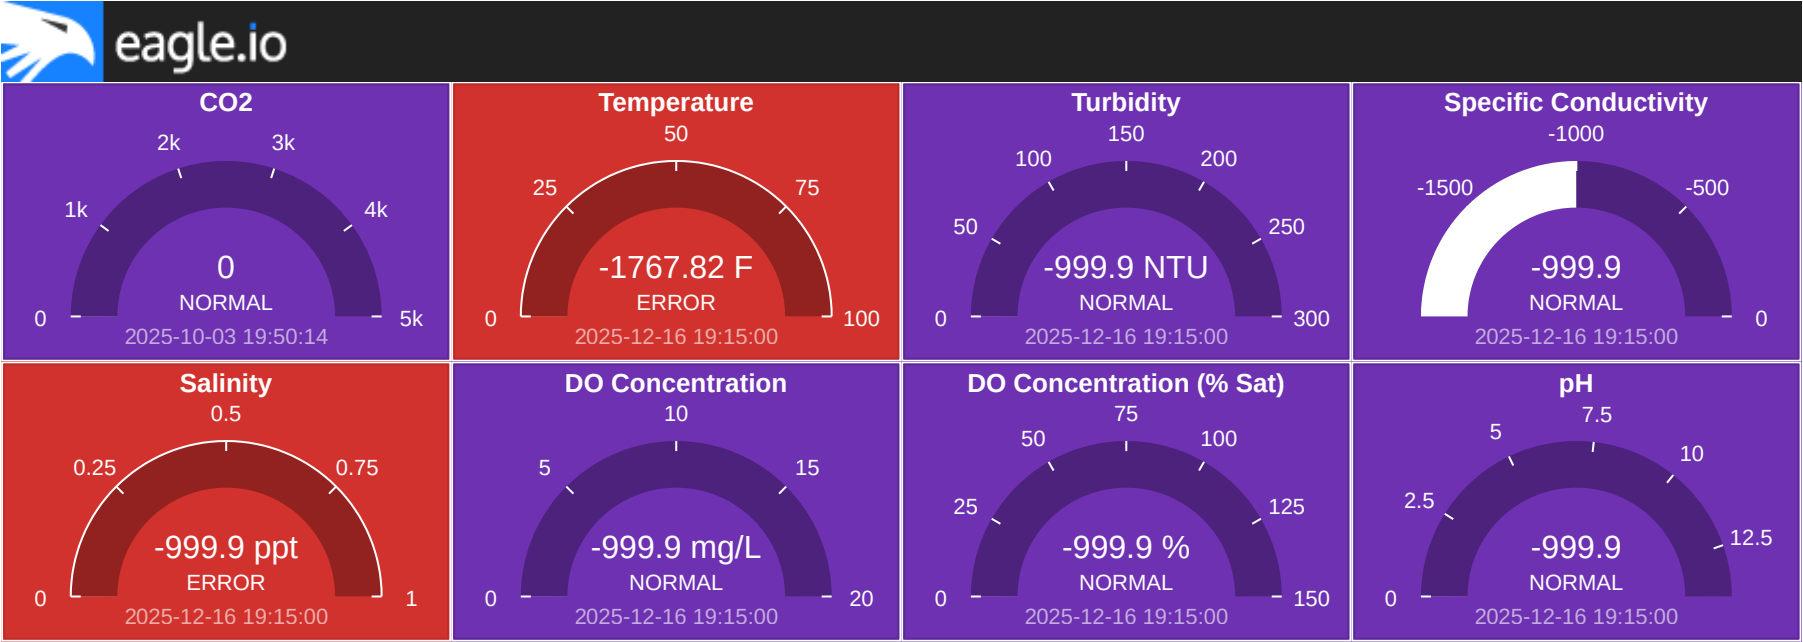 eagle.io
CO2
2k
3k
1k
4k
0
NORMAL
0
5k
2025-10-03 19:50:14
Temperature
50
25
75
-1767.82 F
ERROR
0
100
2025-12-16 19:15:00
Turbidity
150
100
200
50
250
-999.9 NTU
NORMAL
0
300
2025-12-16 19:15:00
Specific Conductivity
-1000
-1500
-500
-999.9
NORMAL
0
2025-12-16 19:15:00
Salinity
0.5
0.25
0.75
-999.9 ppt
ERROR
0
1
2025-12-16 19:15:00
DO Concentration
10
5
15
-999.9 mg/L
NORMAL
0
20
2025-12-16 19:15:00
DO Concentration (% Sat)
75
50
100
25
125
-999.9 %
NORMAL
0
150
2025-12-16 19:15:00
pH
7.5
5
10
2.5
12.5
-999.9
NORMAL
0
2025-12-16 19:15:00